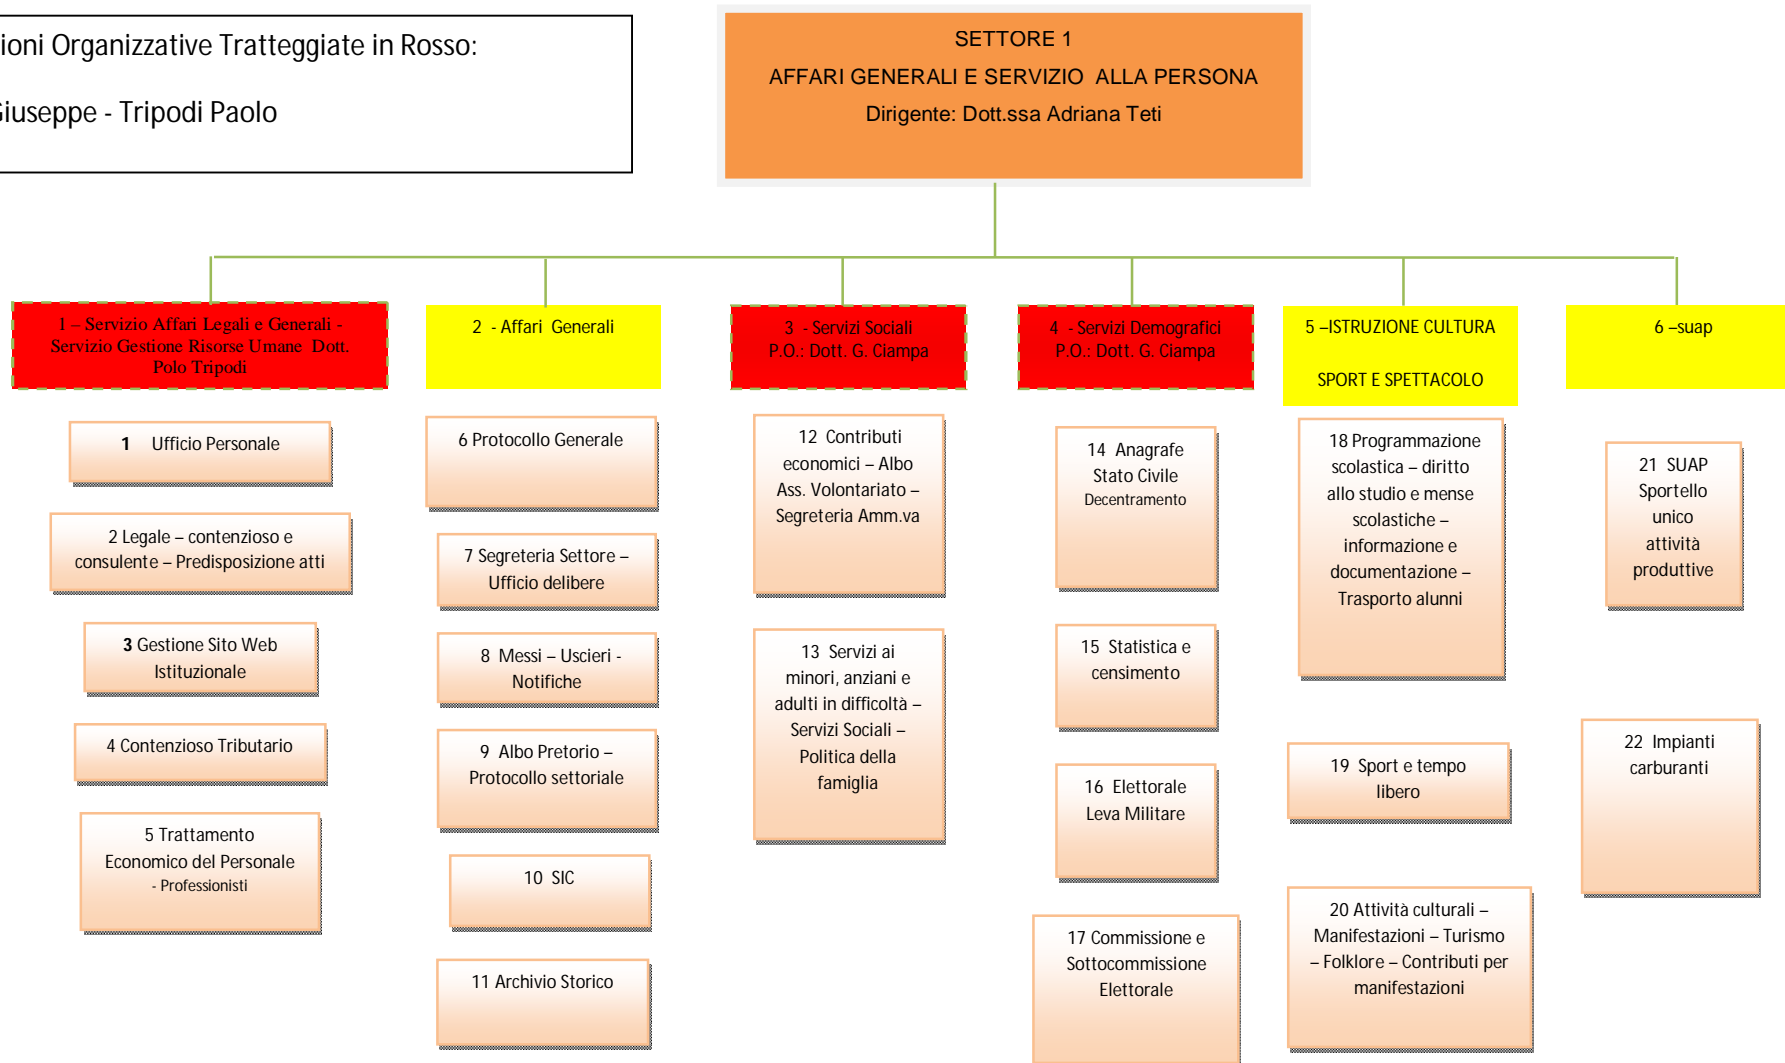 ioni Organizzative Tratteggiate in Rosso:
Giuseppe - Tripodi Paolo
SETTORE 1
AFFARI GENERALI E SERVIZIO ALLA PERSONA
Dirigente: Dott.ssa Adriana Teti
1 – Servizio Affari Legali e Generali -
Servizio Gestione Risorse Umane Dott.
Polo Tripodi
2 - Affari Generali
3 - Servizi Sociali
P.O.: Dott. G. Ciampa
4 - Servizi Demografici
P.O.: Dott. G. Ciampa
5 –ISTRUZIONE CULTURA
SPORT E SPETTACOLO
6 –suap
1 Ufficio Personale
2 Legale – contenzioso e
consulente – Predisposizione atti
3 Gestione Sito Web
Istituzionale
4 Contenzioso Tributario
5 Trattamento
Economico del Personale
- Professionisti
6 Protocollo Generale
7 Segreteria Settore –
Ufficio delibere
8 Messi – Uscieri -
Notifiche
9 Albo Pretorio –
Protocollo settoriale
10 SIC
11 Archivio Storico
12 Contributi
economici – Albo
Ass. Volontariato –
Segreteria Amm.va
13 Servizi ai
minori, anziani e
adulti in difficoltà –
Servizi Sociali –
Politica della
famiglia
14 Anagrafe
Stato Civile
Decentramento
15 Statistica e
censimento
16 Elettorale
Leva Militare
17 Commissione e
Sottocommissione
Elettorale
18 Programmazione
scolastica – diritto
allo studio e mense
scolastiche –
informazione e
documentazione –
Trasporto alunni
19 Sport e tempo
libero
20 Attività culturali –
Manifestazioni – Turismo
– Folklore – Contributi per
manifestazioni
21 SUAP
Sportello
unico
attività
produttive
22 Impianti
carburanti